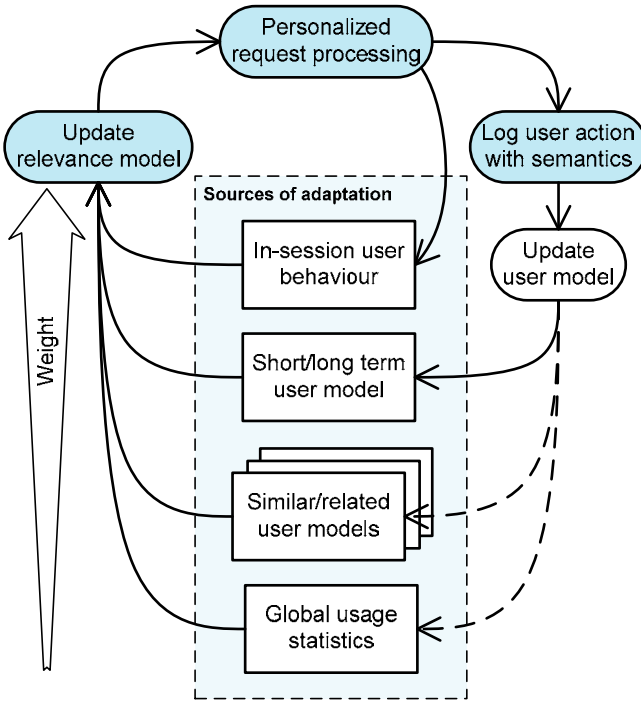 Personalized
request processing
Update
relevance model
Log user action
with semantics
Sources of adaptation
In-session user
behaviour
Update
user model
Weight
Short/long term
user model
Similar/related
user models
Global usage
statistics